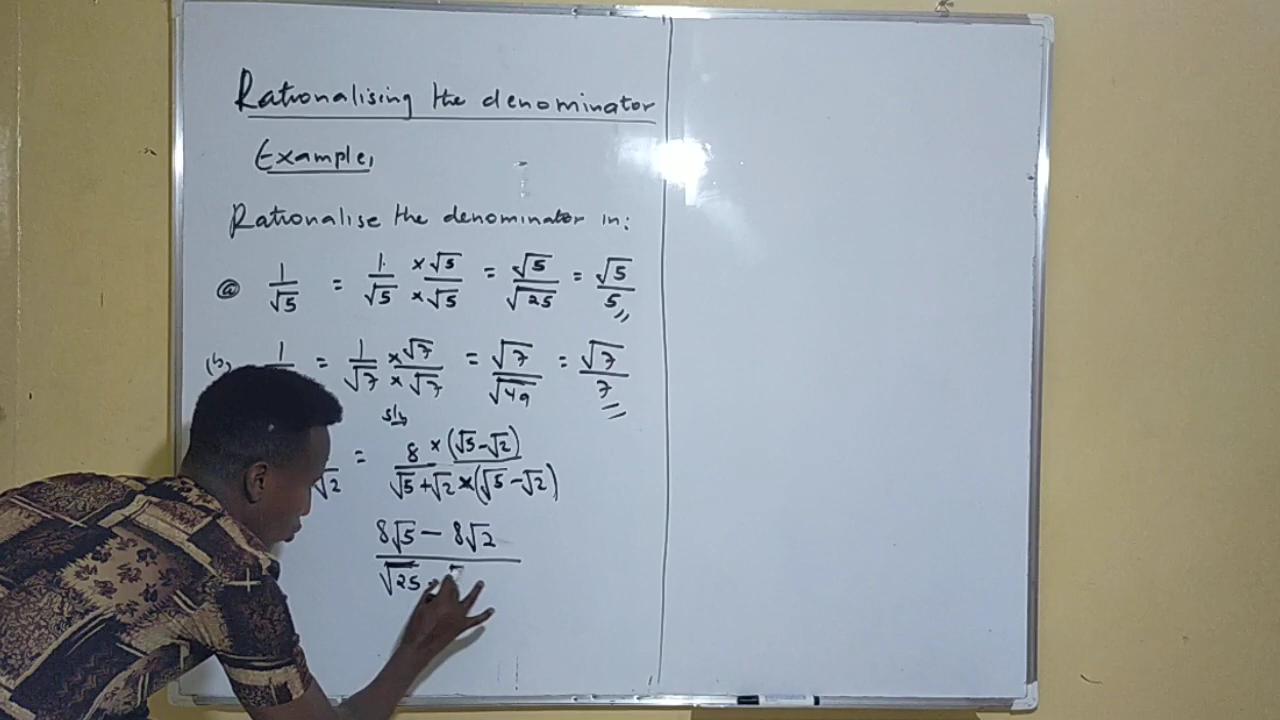 Rationalising the denominator
Example,
Rationalise the denominator in:
(a) 1/√5 = 1/√5 ×√5/×√5 = √5/√25 = √5/5
(b) 1 = 1/√7 ×√7/×√7 = √7/√49 = √7/7
√2 = 8 × (√5-√2) / √5+√2 × (√5-√2)
8√5 - 8√2 / √25